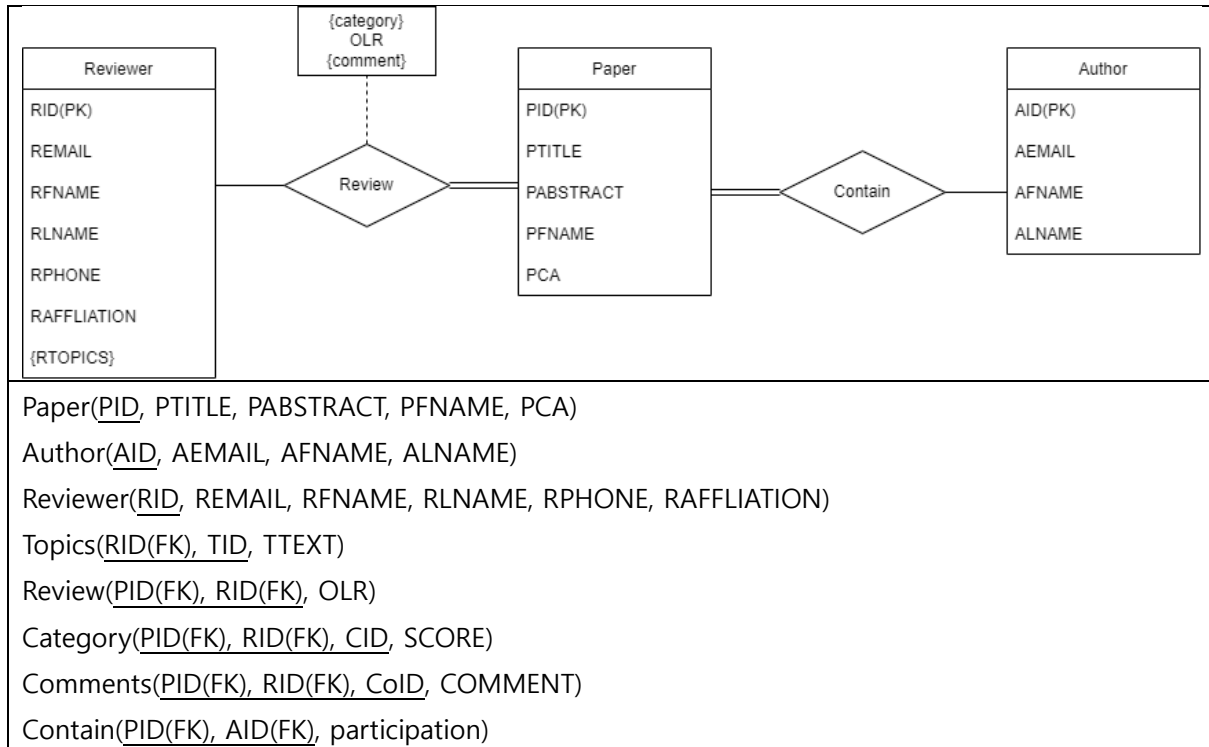 {category}
OLR
{comment}
Reviewer
RID(PK)
REMAIL
RFNAME
RLNAME
RPHONE
RAFFLIATION
{RTOPICS}
Review
Paper
PID(PK)
PTITLE
PABSTRACT
PFNAME
PCA
Contain
Author
AID(PK)
AEMAIL
AFNAME
ALNAME
Paper(PID, PTITLE, PABSTRACT, PFNAME, PCA)
Author(AID, AEMAIL, AFNAME, ALNAME)
Reviewer(RID, REMAIL, RFNAME, RLNAME, RPHONE, RAFFLIATION)
Topics(RID(FK), TID, TTEXT)
Review(PID(FK), RID(FK), OLR)
Category(PID(FK), RID(FK), CID, SCORE)
Comments(PID(FK), RID(FK), CoID, COMMENT)
Contain(PID(FK), AID(FK), participation)